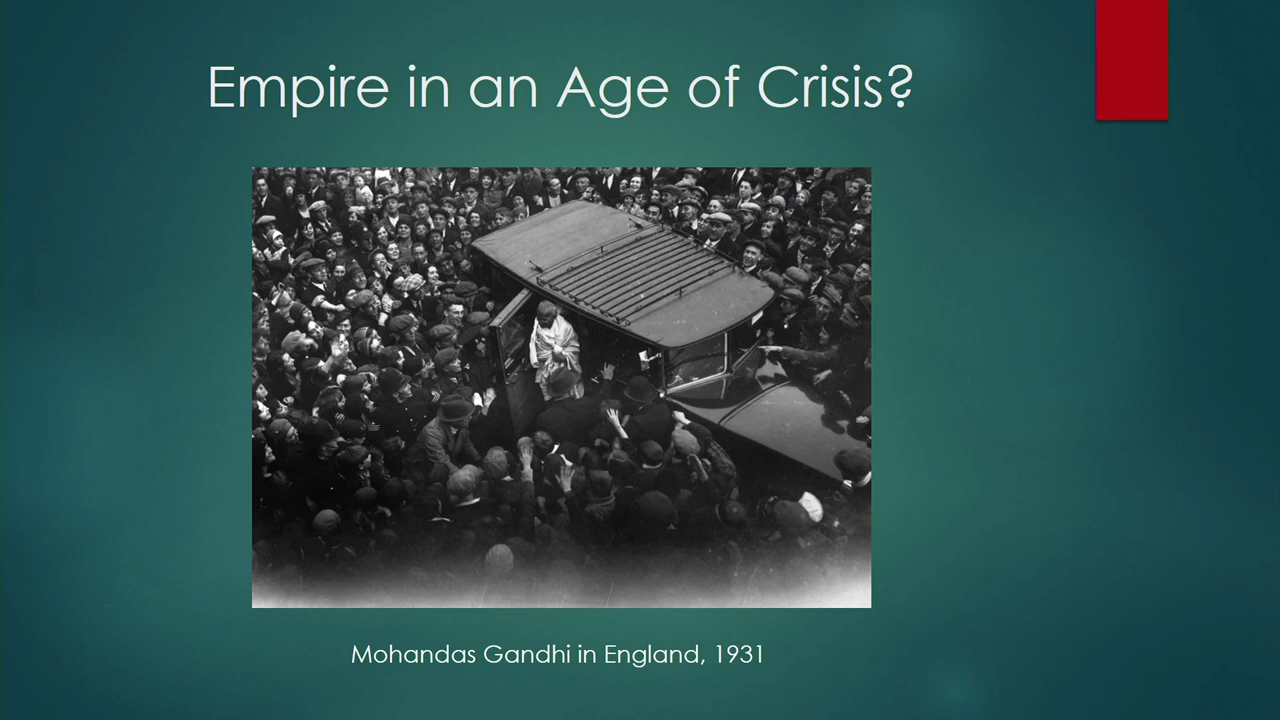 Empire in an Age of Crisis?
Mohandas Gandhi in England, 1931